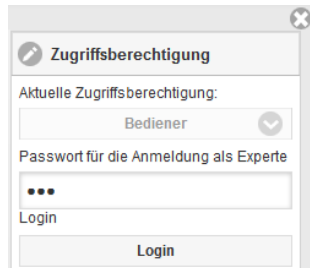 Zugriffsberechtigung
Aktuelle Zugriffsberechtigung:
Bediener
Passwort für die Anmeldung als Experte
•••
Login
Login